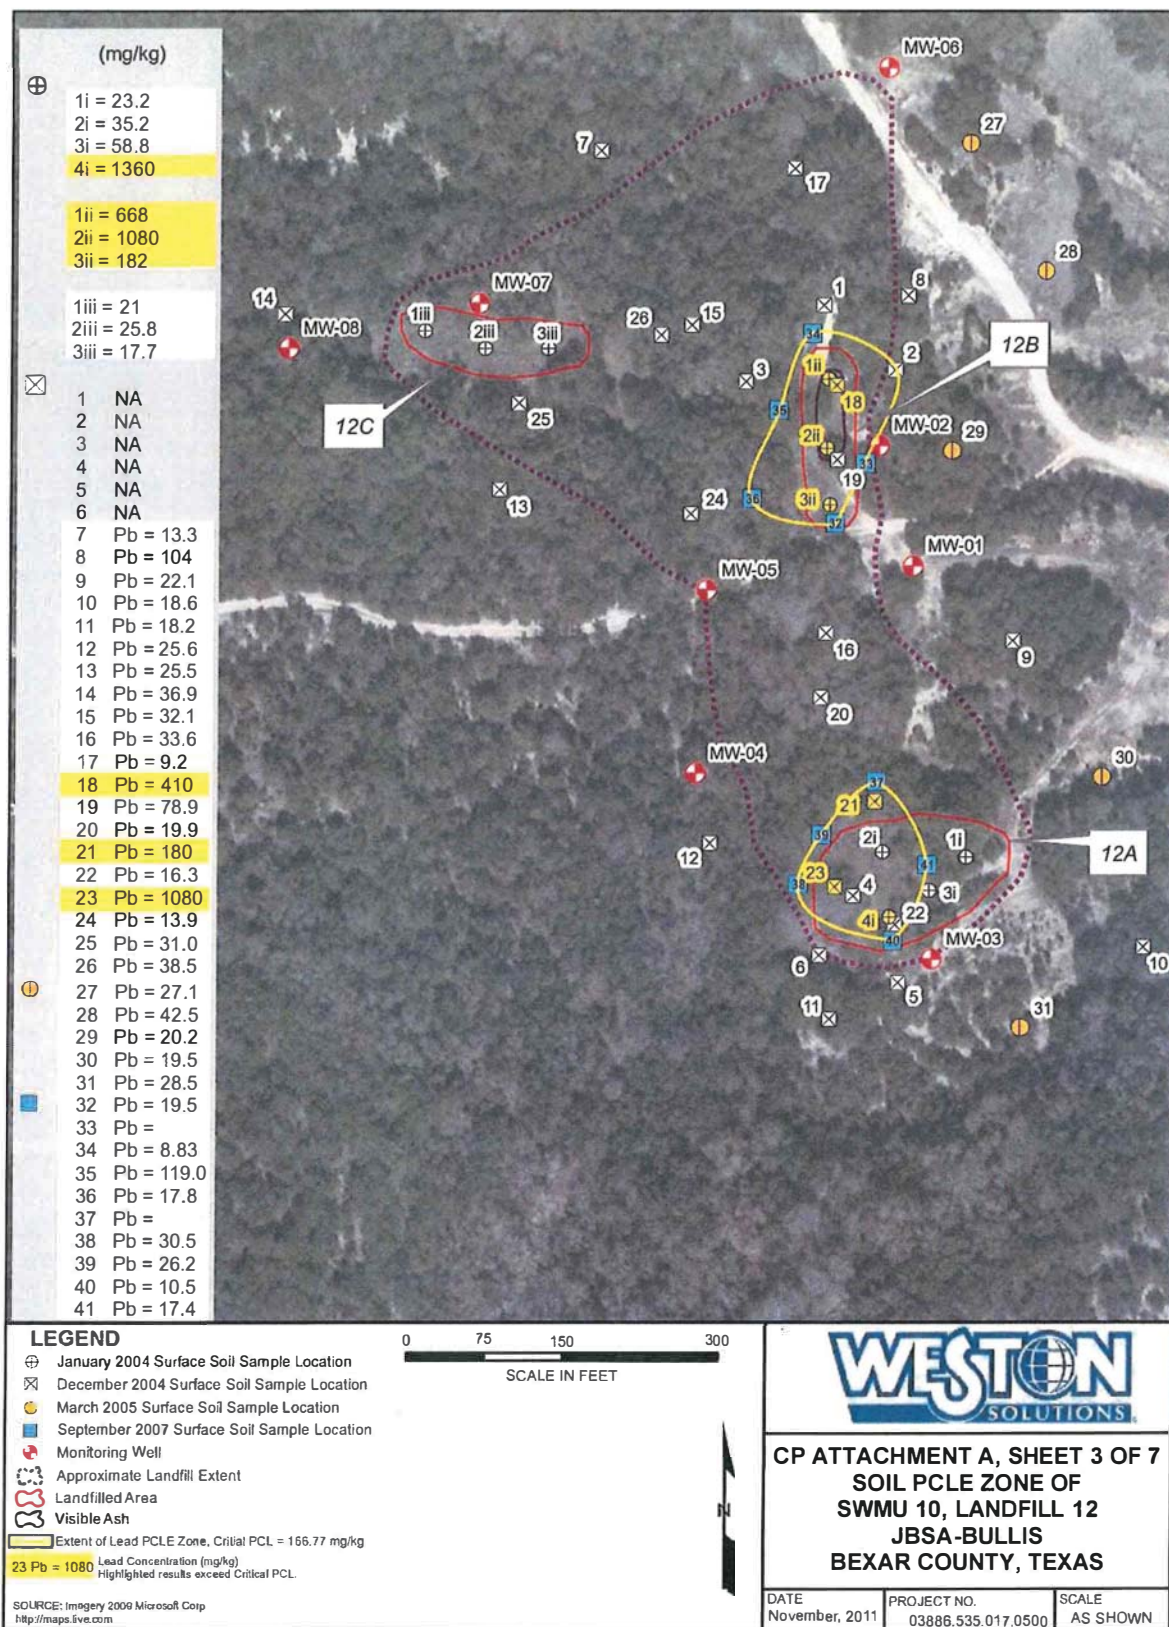 (mg/kg)
1i = 23.2
2i = 35.2
3i = 58.8
4i = 1360
1ii = 668
2ii = 1080
3ii = 182
1iii = 21
2iii = 25.8
3iii = 17.7
1 NA
2 NA
3 NA
4 NA
5 NA
6 NA
7 Pb = 13.3
8 Pb = 104
9 Pb = 22.1
10 Pb = 18.6
11 Pb = 18.2
12 Pb = 25.6
13 Pb = 25.5
14 Pb = 36.9
15 Pb = 32.1
16 Pb = 33.6
17 Pb = 9.2
18 Pb = 410
19 Pb = 78.9
20 Pb = 19.9
21 Pb = 180
22 Pb = 16.3
23 Pb = 1080
24 Pb = 13.9
25 Pb = 31.0
26 Pb = 38.5
27 Pb = 27.1
28 Pb = 42.5
29 Pb = 20.2
30 Pb = 19.5
31 Pb = 28.5
32 Pb = 19.5
33 Pb =
34 Pb = 8.83
35 Pb = 119.0
36 Pb = 17.8
37 Pb =
38 Pb = 30.5
39 Pb = 26.2
40 Pb = 10.5
41 Pb = 17.4
MW-06
27
7
17
28
8
1
MW-07
14
MW-08
1iii
2iii
3iii
26
15
34
12B
2
3
1ii
18
12C
25
35
MW-02
29
2ii
33
19
13
36
24
3ii
32
MW-01
MW-05
16
9
20
MW-04
37
30
21
39
2i
1i
12A
12
41
38
23
4
3i
4i
22
40
MW-03
6
10
5
11
31
LEGEND
January 2004 Surface Soil Sample Location
December 2004 Surface Soil Sample Location
March 2005 Surface Soil Sample Location
September 2007 Surface Soil Sample Location
Monitoring Well
Approximate Landfill Extent
Landfilled Area
Visible Ash
Extent of Lead PCLE Zone, Critial PCL = 166.77 mg/kg
23 Pb = 1080 Lead Concentration (mg/kg)
Highlighted results exceed Critical PCL.
SOURCE: Imagery 2009 Microsoft Corp
http://maps.live.com
0 75 150 300
SCALE IN FEET
N
WESTON
SOLUTIONS
CP ATTACHMENT A, SHEET 3 OF 7
SOIL PCLE ZONE OF
SWMU 10, LANDFILL 12
JBSA-BULLIS
BEXAR COUNTY, TEXAS
DATE
November, 2011
PROJECT NO.
03886.535.017.0500
SCALE
AS SHOWN